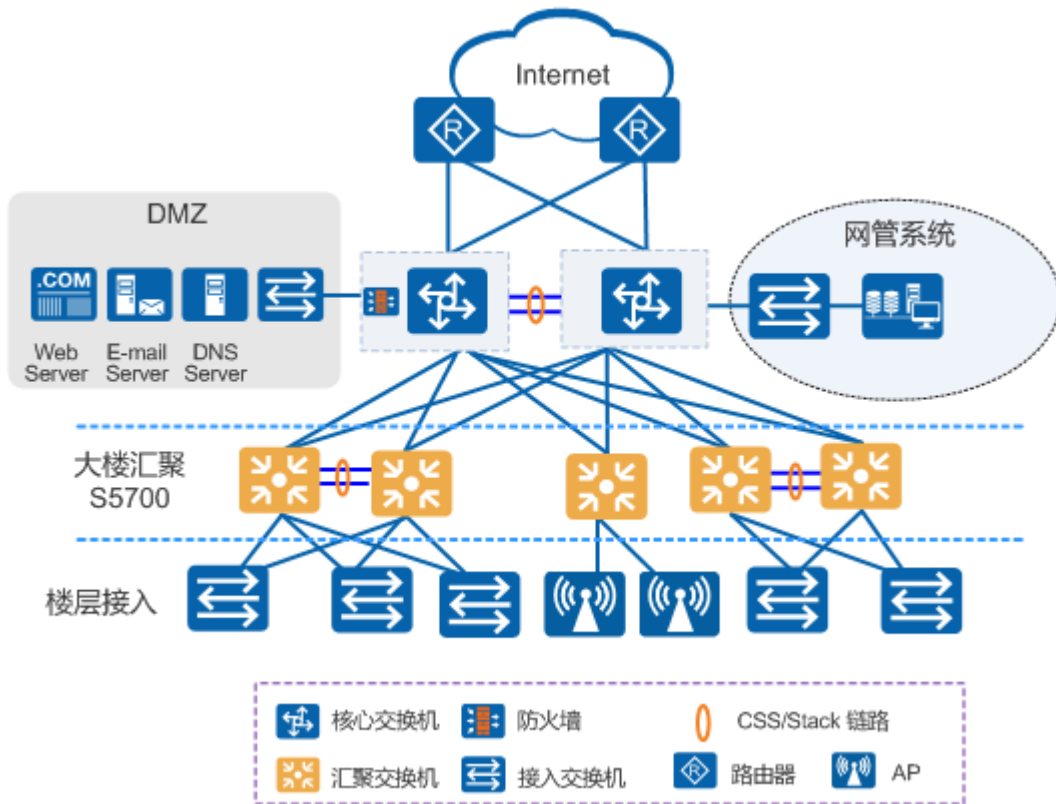 Internet
R
R
DMZ
网管系统
.COM
Web
Server
E-mail
Server
DNS
Server
大楼汇聚
S5700
楼层接入
核心交换机
防火墙
CSS/Stack 链路
汇聚交换机
接入交换机
R
路由器
AP